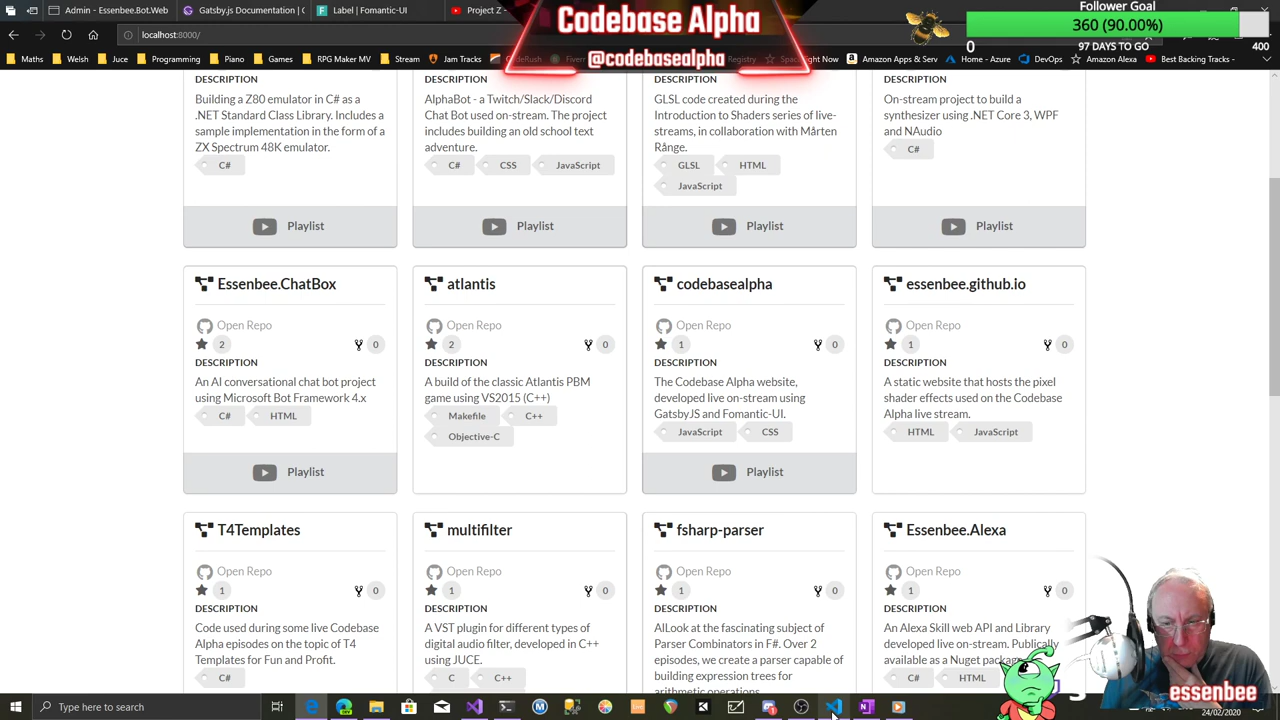 Admin - Essenbee.Bot.Web
Gatsby.js Documentation | G
Label | Fomantic-UI
Project Z
Codebase Alpha
@codebasealpha
Follower Goal
360 (90.00%)
0
97 DAYS TO GO
400
localhost:8000/
Maths
Welsh
Juce
Programming
Piano
Games
RPG Maker MV
Stream
Jam Tracks
CodeRush
Fiverr
Registry
Right Now
Amazon Apps & Serv
Home - Azure
DevOps
Amazon Alexa
Best Backing Tracks -
DESCRIPTION
Building a Z80 emulator in C# as a
.NET Standard Class Library. Includes a
sample implementation in the form of a
ZX Spectrum 48K emulator.
C#
Playlist
DESCRIPTION
AlphaBot - a Twitch/Slack/Discord
Chat Bot used on-stream. The project
includes building an old school text
adventure.
C# CSS JavaScript
Playlist
DESCRIPTION
GLSL code created during the
Introduction to Shaders series of live-
streams, in collaboration with Mårten
Rånge.
GLSL HTML
JavaScript
Playlist
DESCRIPTION
On-stream project to build a
synthesizer using .NET Core 3, WPF
and NAudio
C#
Playlist
Essenbee.ChatBox
Open Repo
2 0
DESCRIPTION
An AI conversational chat bot project
using Microsoft Bot Framework 4.x
C# HTML
Playlist
atlantis
Open Repo
2 0
DESCRIPTION
A build of the classic Atlantis PBM
game using VS2015 (C++)
Makefile C++
Objective-C
codebasealpha
Open Repo
1 0
DESCRIPTION
The Codebase Alpha website,
developed live on-stream using
GatsbyJS and Fomantic-UI.
JavaScript CSS
Playlist
essenbee.github.io
Open Repo
1 0
DESCRIPTION
A static website that hosts the pixel
shader effects used on the Codebase
Alpha live stream.
HTML JavaScript
T4Templates
Open Repo
1 0
DESCRIPTION
Code used during some live Codebase
Alpha episodes on the topic of T4
Templates for Fun and Profit.
C#
multifilter
Open Repo
1 0
DESCRIPTION
A VST plugin for different types of
digital audio filter, developed in C++
using JUCE.
C C++
fsharp-parser
Open Repo
1 0
DESCRIPTION
AlLook at the fascinating subject of
Parser Combinators in F#. Over 2
episodes, we create a parser capable of
building expression trees for
arithmetic operations.
Essenbee.Alexa
Open Repo
1 0
DESCRIPTION
An Alexa Skill web API and Library
developed live on-stream. Publically
available as a Nuget package.
C# HTML
essenbee
Type here to search
24/02/2020